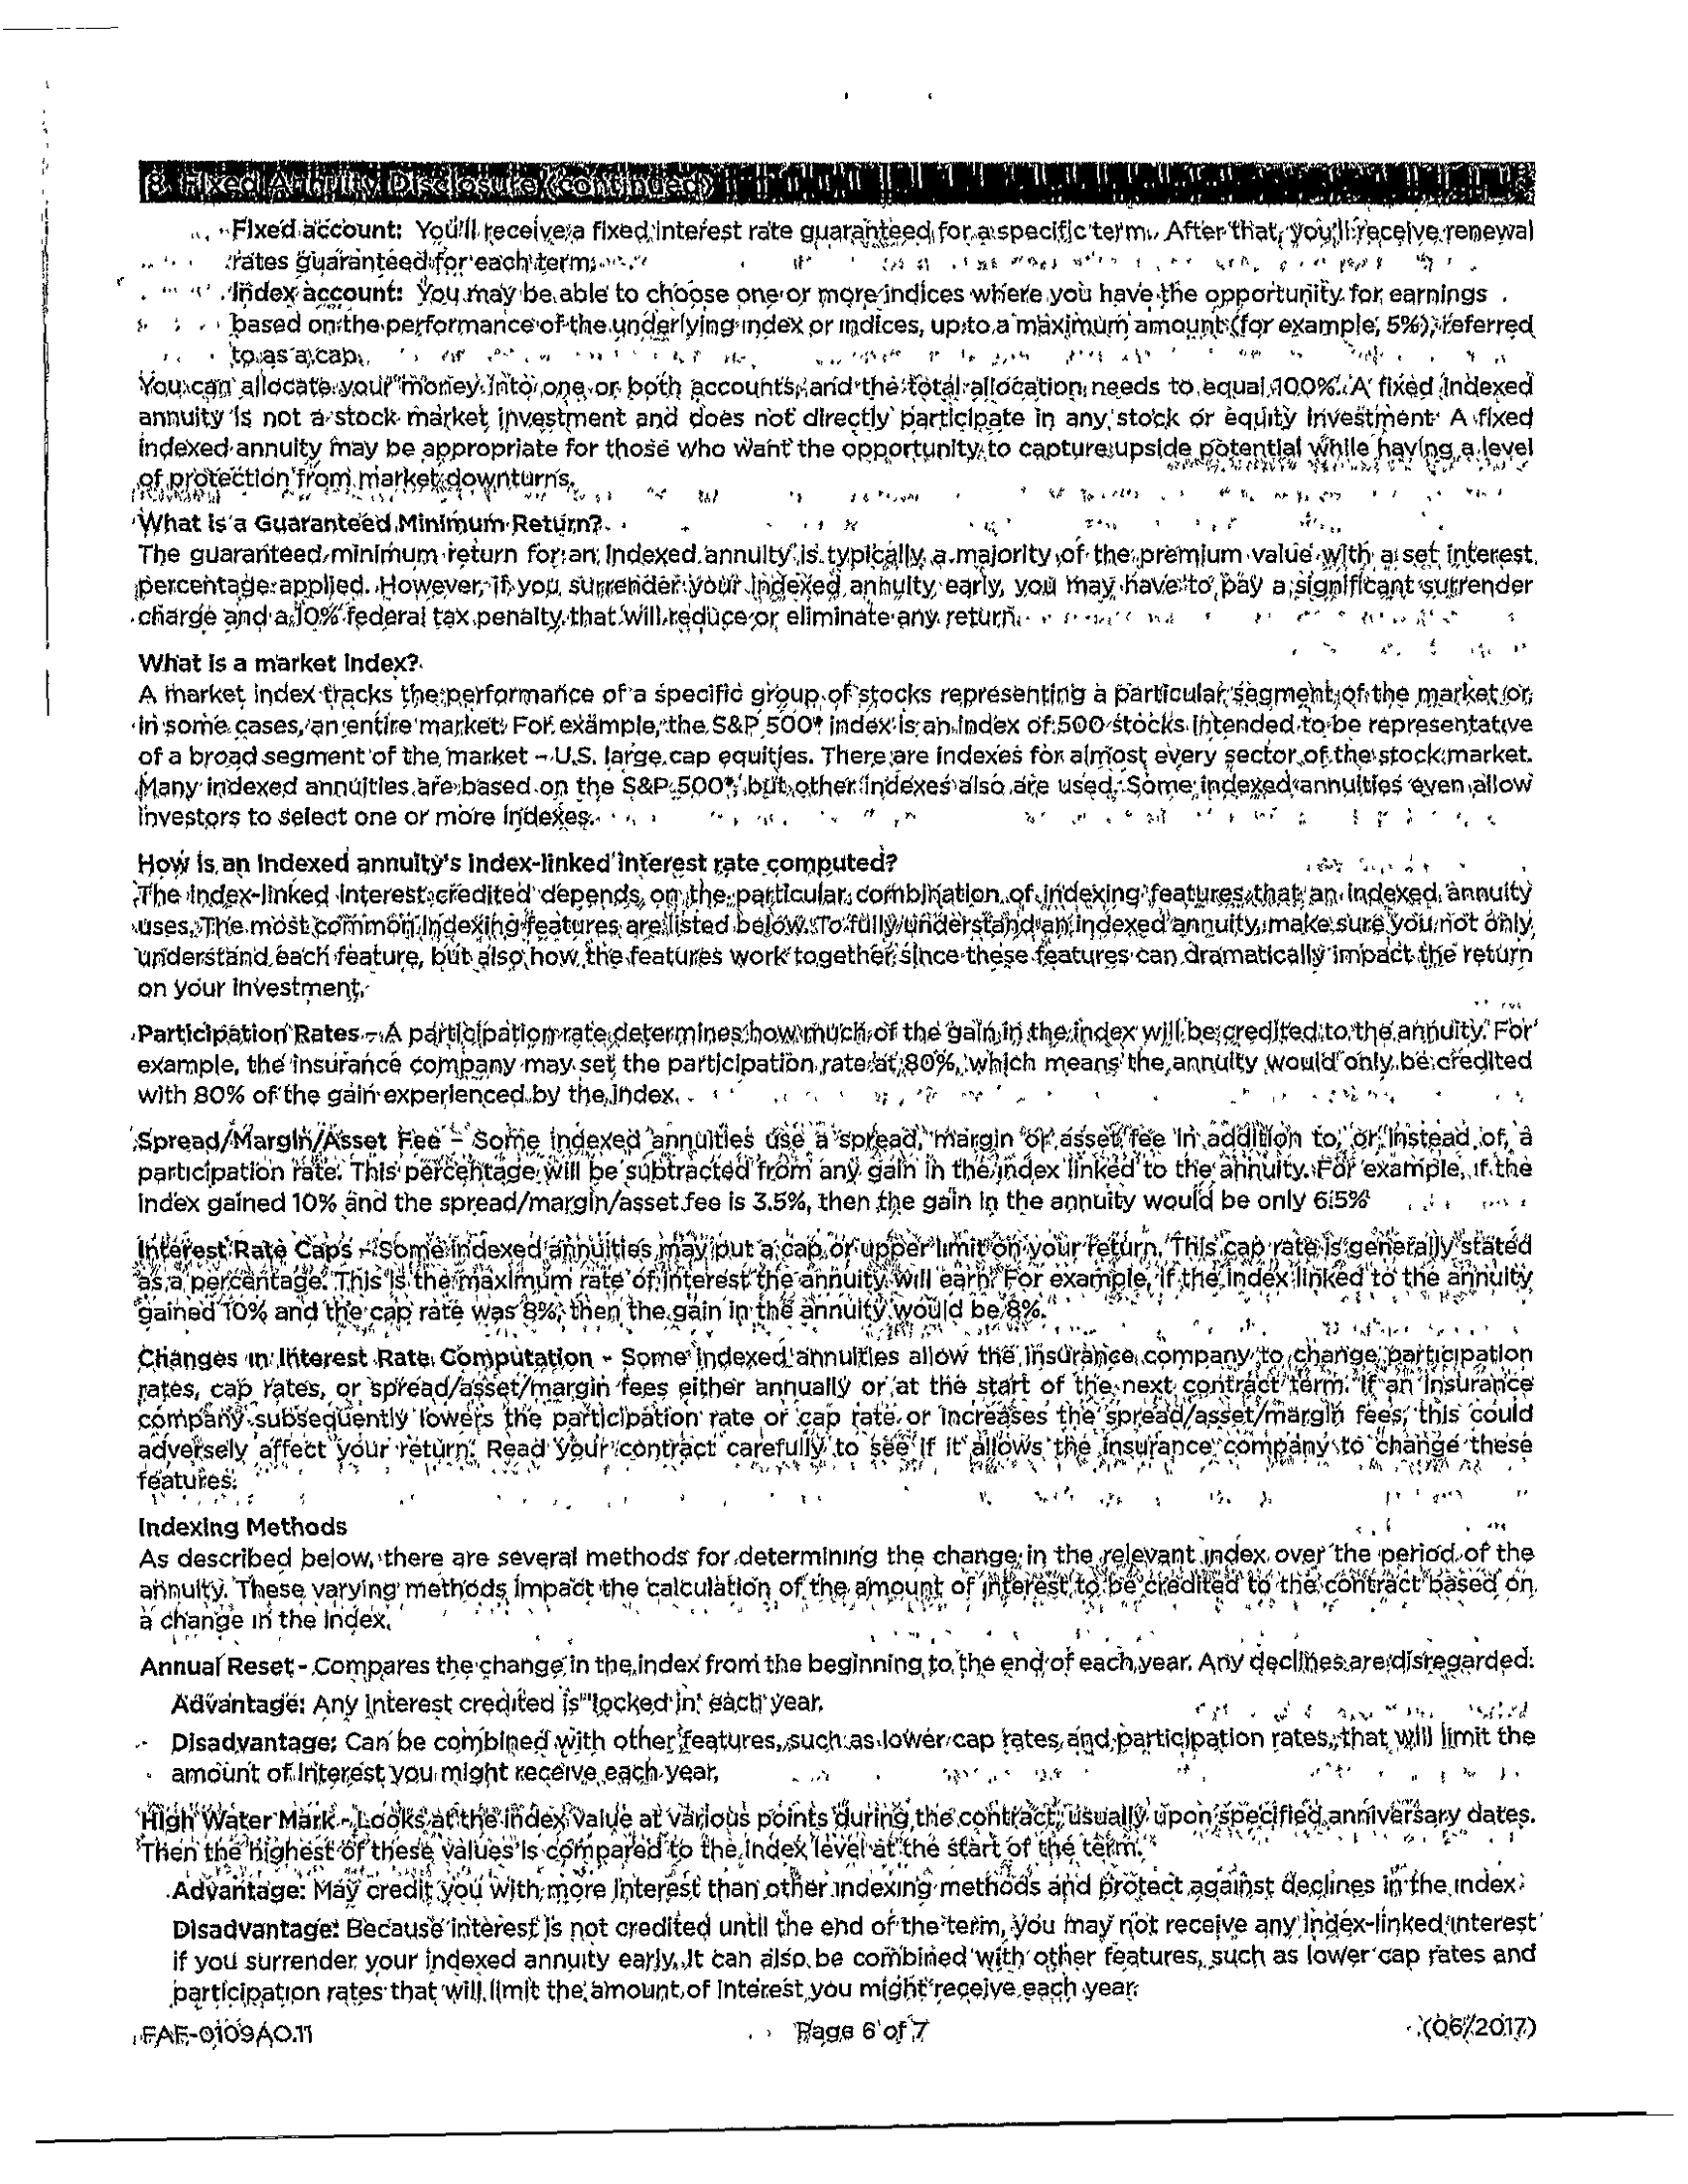 8. Fixed Annuity Disclosure (continued)
Fixed account: You'll receive a fixed interest rate guaranteed for a specific term. After that, you'll receive renewal
rates guaranteed for each term.
Index account: You may be able to choose one or more indices where you have the opportunity for earnings
based on the performance of the underlying index or indices, up to a maximum amount (for example, 5%), referred
to as a cap.
You can allocate your money into one or both accounts, and the total allocation needs to equal 100%. A fixed indexed
annuity is not a stock market investment and does not directly participate in any stock or equity investment. A fixed
indexed annuity may be appropriate for those who want the opportunity to capture upside potential while having a level
of protection from market downturns.
What is a Guaranteed Minimum Return?
The guaranteed minimum return for an indexed annuity is typically a majority of the premium value with a set interest
percentage applied. However, if you surrender your indexed annuity early, you may have to pay a significant surrender
charge and a 10% federal tax penalty that will reduce or eliminate any return.
What is a market index?
A market index tracks the performance of a specific group of stocks representing a particular segment of the market or,
in some cases, an entire market. For example, the S&P 500® index is an index of 500 stocks intended to be representative
of a broad segment of the market – U.S. large cap equities. There are indexes for almost every sector of the stock market.
Many indexed annuities are based on the S&P 500®, but other indexes also are used. Some indexed annuities even allow
investors to select one or more indexes.
How is an indexed annuity's index-linked interest rate computed?
The index-linked interest credited depends on the particular combination of indexing features that an indexed annuity
uses. The most common indexing features are listed below. To fully understand an indexed annuity, make sure you not only
understand each feature, but also how the features work together since these features can dramatically impact the return
on your investment.
Participation Rates – A participation rate determines how much of the gain in the index will be credited to the annuity. For
example, the insurance company may set the participation rate at 80%, which means the annuity would only be credited
with 80% of the gain experienced by the index.
Spread/Margin/Asset Fee – Some indexed annuities use a spread, margin or asset fee in addition to, or instead of, a
participation rate. This percentage will be subtracted from any gain in the index linked to the annuity. For example, if the
index gained 10% and the spread/margin/asset fee is 3.5%, then the gain in the annuity would be only 6.5%
Interest Rate Caps – Some indexed annuities may put a cap or upper limit on your return. This cap rate is generally stated
as a percentage. This is the maximum rate of interest the annuity will earn. For example, if the index linked to the annuity
gained 10% and the cap rate was 8%, then the gain in the annuity would be 8%.
Changes in Interest Rate Computation - Some indexed annuities allow the insurance company to change participation
rates, cap rates, or spread/asset/margin fees either annually or at the start of the next contract term. If an insurance
company subsequently lowers the participation rate or cap rate or increases the spread/asset/margin fees, this could
adversely affect your return. Read your contract carefully to see if it allows the insurance company to change these
features.
Indexing Methods
As described below, there are several methods for determining the change in the relevant index over the period of the
annuity. These varying methods impact the calculation of the amount of interest to be credited to the contract based on
a change in the index.
Annual Reset - Compares the change in the index from the beginning to the end of each year. Any declines are disregarded.
Advantage: Any interest credited is "locked in" each year.
Disadvantage: Can be combined with other features, such as lower cap rates and participation rates, that will limit the
amount of interest you might receive each year.
High Water Mark - Looks at the index value at various points during the contract, usually upon specified anniversary dates.
Then the highest of these values is compared to the index level at the start of the term.
Advantage: May credit you with more interest than other indexing methods and protect against declines in the index.
Disadvantage: Because interest is not credited until the end of the term, you may not receive any index-linked interest
if you surrender your indexed annuity early. It can also be combined with other features, such as lower cap rates and
participation rates that will limit the amount of interest you might receive each year.
FAF-0109AO.11 Page 6 of 7 (06/2017)